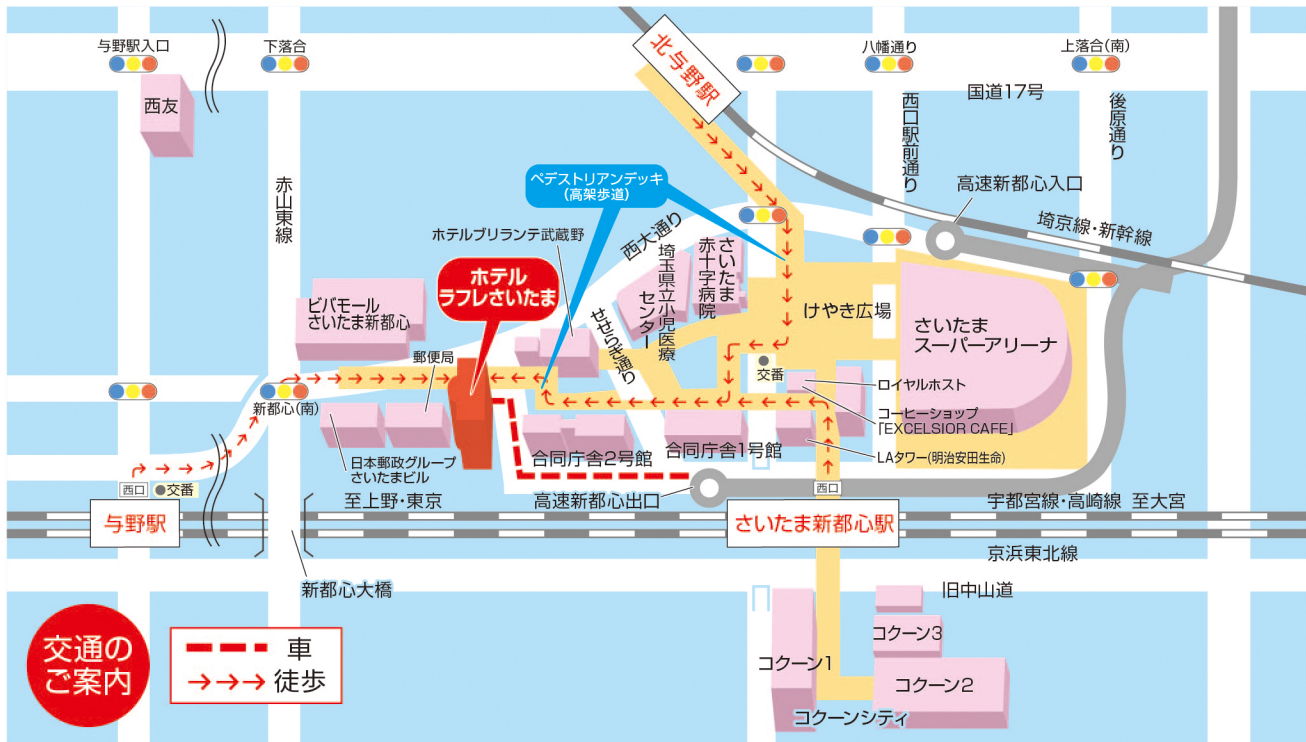 与野駅入口
下落合
八幡通り
上落合(南)
北与野駅
国道17号
西友
西口駅前通り
後原通り
赤山東線
ペデストリアンデッキ
(高架歩道)
高速新都心入口
埼京線・新幹線
西大通り
ホテルブリランテ武蔵野
ホテル
ラフレさいたま
さいたま
赤十字病院
埼玉県立小児医療
センター
けやき広場
さいたま
スーパーアリーナ
ビバモール
さいたま新都心
せせらぎ通り
郵便局
交番
ロイヤルホスト
コーヒーショップ
「EXCELSIOR CAFE」
新都心(南)
LAタワー(明治安田生命)
合同庁舎2号館
合同庁舎1号館
日本郵政グループ
さいたまビル
西口
交番
西口
至上野・東京
高速新都心出口
宇都宮線・高崎線 至大宮
与野駅
さいたま新都心駅
京浜東北線
新都心大橋
旧中山道
交通の
ご案内
車
徒歩
コクーン3
コクーン1
コクーン2
コクーンシティ